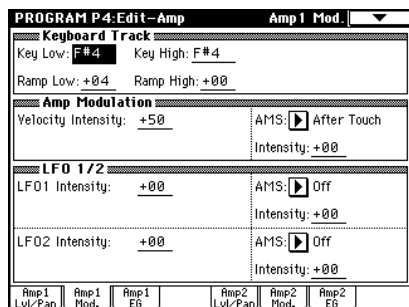 PROGRAM P4:Edit-Amp Amp1 Mod.
Keyboard Track
Key Low: F#4 Key High: F#4
Ramp Low: +04 Ramp High: +00
Amp Modulation
Velocity Intensity: +50 AMS: After Touch
Intensity: +00
LFO 1/2
LFO1 Intensity: +00 AMS: Off
Intensity: +00
LFO2 Intensity: +00 AMS: Off
Intensity: +00
Amp1 Lvl/Pan Amp1 Mod. Amp1 EG Amp2 Lvl/Pan Amp2 Mod. Amp2 EG